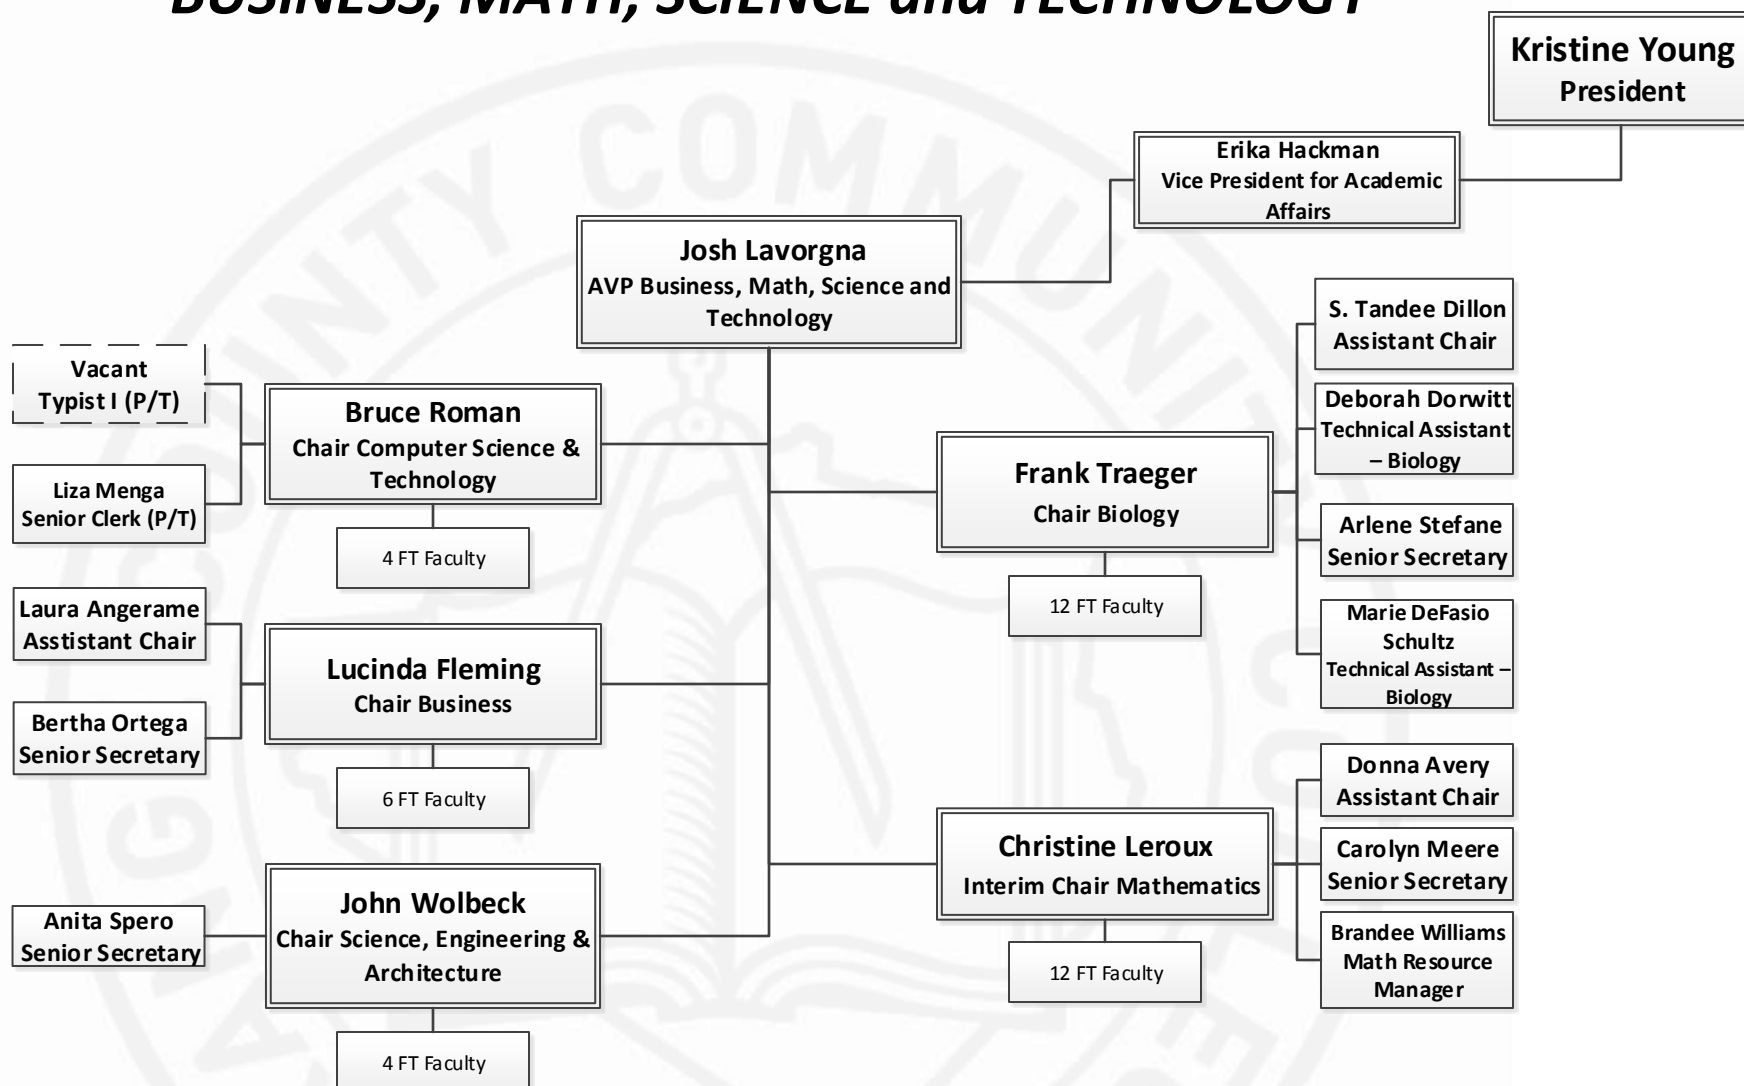 BUSINESS, MATH, SCIENCE and TECHNOLOGY
Kristine Young
President
Erika Hackman
Vice President for Academic
Affairs
Josh Lavorgna
AVP Business, Math, Science and
Technology
Vacant
Typist I (P/T)
Liza Menga
Senior Clerk (P/T)
Bruce Roman
Chair Computer Science &
Technology
4 FT Faculty
Laura Angerame
Asstistant Chair
Bertha Ortega
Senior Secretary
Lucinda Fleming
Chair Business
6 FT Faculty
Anita Spero
Senior Secretary
John Wolbeck
Chair Science, Engineering &
Architecture
4 FT Faculty
Frank Traeger
Chair Biology
12 FT Faculty
S. Tandee Dillon
Assistant Chair
Deborah Dorwitt
Technical Assistant
– Biology
Arlene Stefane
Senior Secretary
Marie DeFasio
Schultz
Technical Assistant –
Biology
Christine Leroux
Interim Chair Mathematics
12 FT Faculty
Donna Avery
Assistant Chair
Carolyn Meere
Senior Secretary
Brandee Williams
Math Resource
Manager
COUNTY COMMUNITY